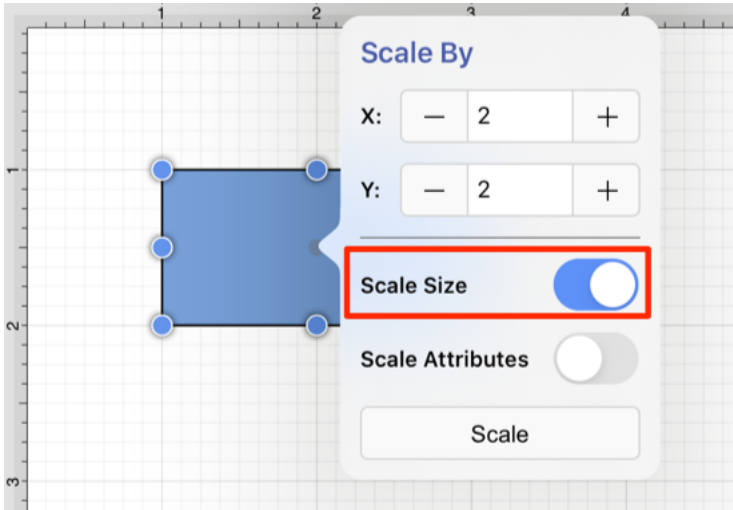 1 2 3 4
Scale By
X: — 2 +
1
Y: — 2 +
Scale Size
2
Scale Attributes
Scale
3